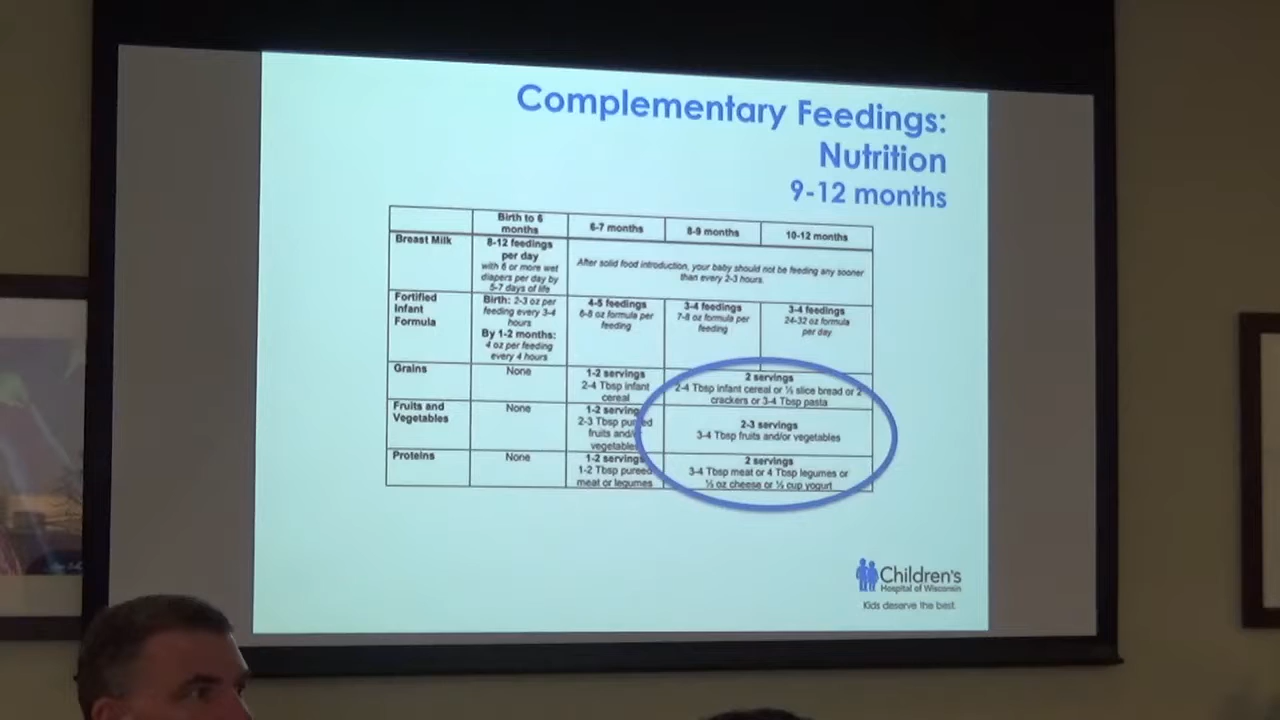 Complementary Feedings:
Nutrition
9-12 months
Birth to 6
months
6-7 months
8-9 months
10-12 months
Breast Milk
8-12 feedings
per day
with 6 or more wet
diapers per day by
5-7 days of life
After solid food introduction, your baby should not be feeding any sooner
than every 2-3 hours.
Fortified
Infant
Formula
Birth: 2-3 oz per
feeding every 3-4
hours
By 1-2 months:
4 oz per feeding
every 4 hours
4-5 feedings
6-8 oz formula per
feeding
3-4 feedings
7-8 oz formula per
feeding
3-4 feedings
24-32 oz formula
per day
Grains
None
1-2 servings
2-4 Tbsp infant
cereal
2 servings
2-4 Tbsp infant cereal or ½ slice bread or 2
crackers or 3-4 Tbsp pasta
Fruits and
Vegetables
None
1-2 serving
2-3 Tbsp pureed
fruits and/
vegetables
2-3 servings
3-4 Tbsp fruits and/or vegetables
Proteins
None
1-2 servings
1-2 Tbsp pureed
meat or legumes
2 servings
3-4 Tbsp meat or 4 Tbsp legumes or
oz cheese or cup yogurt
Children's
Hospital of Wisconsin
Kids deserve the best.